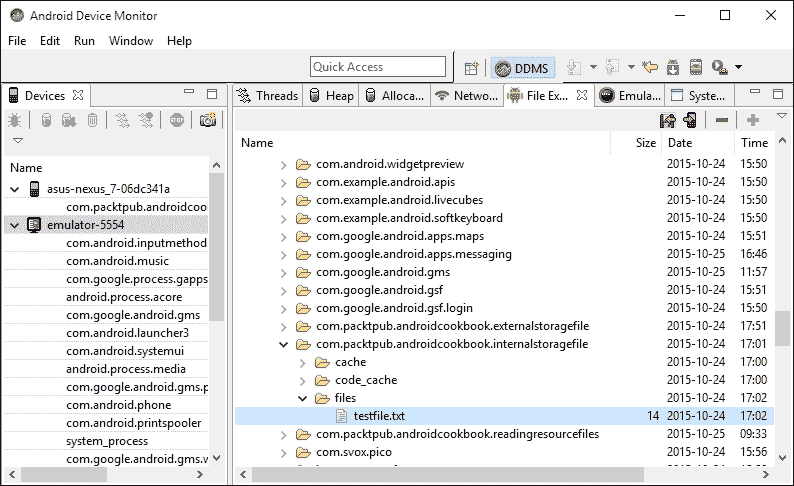 Android Device Monitor
File Edit Run Window Help
Quick Access
DDMS
Devices
Name
asus-nexus_7-06dc341a
com.packtpub.androidcoo
emulator-5554
com.android.inputmethod
com.android.music
com.google.process.gapps
android.process.acore
com.google.android.gms
com.android.launcher3
com.android.systemui
android.process.media
com.google.android.gms.p
com.android.phone
com.android.printspooler
system_process
com.google.android.gms.w
Threads Heap Alloca... Netwo... File Ex... Emula... Syste...
Name Size Date Time
com.android.widgetpreview 2015-10-24 15:50
com.example.android.apis 2015-10-24 15:50
com.example.android.livecubes 2015-10-24 15:50
com.example.android.softkeyboard 2015-10-24 15:50
com.google.android.apps.maps 2015-10-24 15:51
com.google.android.apps.messaging 2015-10-25 16:46
com.google.android.gms 2015-10-25 11:57
com.google.android.gsf 2015-10-24 15:51
com.google.android.gsf.login 2015-10-24 15:50
com.packtpub.androidcookbook.externalstoragefile 2015-10-24 17:51
com.packtpub.androidcookbook.internalstoragefile 2015-10-24 17:01
cache 2015-10-24 17:00
code_cache 2015-10-24 17:00
files 2015-10-24 17:02
testfile.txt 14 2015-10-24 17:02
com.packtpub.androidcookbook.readingresourcefiles 2015-10-25 09:33
com.svox.pico 2015-10-24 15:56